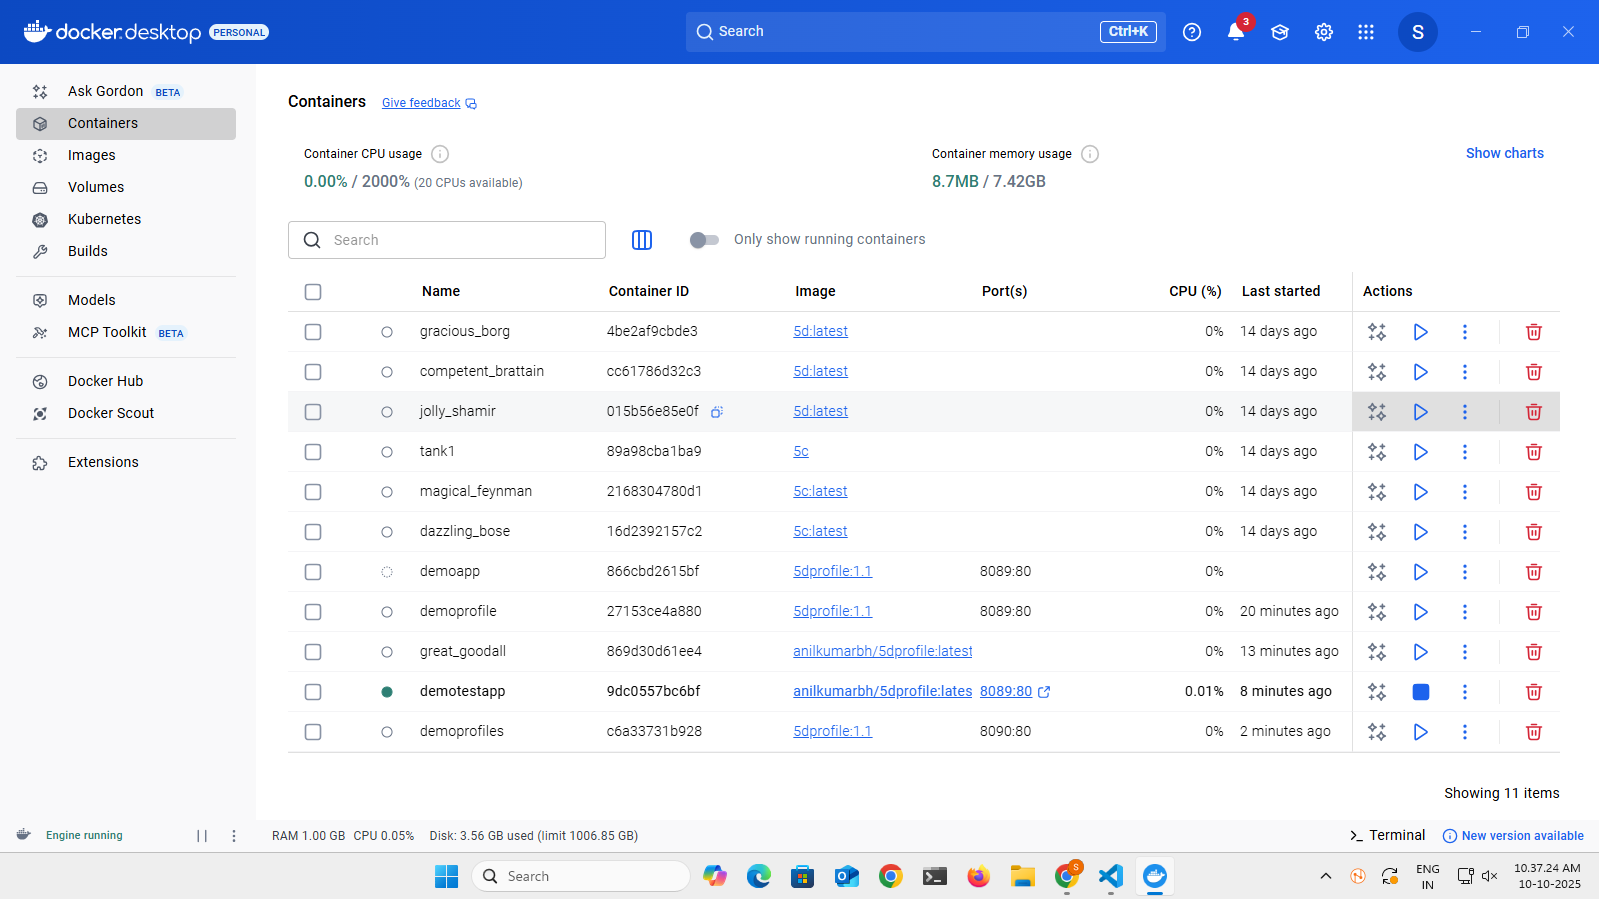 docker.desktop PERSONAL
Search
Ctrl+K
3
S
Ask Gordon BETA
Containers
Images
Volumes
Kubernetes
Builds
Models
MCP Toolkit BETA
Docker Hub
Docker Scout
Extensions
Containers Give feedback
Container CPU usage
0.00% / 2000% (20 CPUs available)
Container memory usage
8.7MB / 7.42GB
Show charts
Search
Only show running containers
Name Container ID Image Port(s) CPU (%) Last started Actions
gracious_borg 4be2af9cbde3 5d:latest 0% 14 days ago
competent_brattain cc61786d32c3 5d:latest 0% 14 days ago
jolly_shamir 015b56e85e0f 5d:latest 0% 14 days ago
tank1 89a98cba1ba9 5c 0% 14 days ago
magical_feynman 2168304780d1 5c:latest 0% 14 days ago
dazzling_bose 16d2392157c2 5c:latest 0% 14 days ago
demoapp 866cbd2615bf 5dprofile:1.1 8089:80 0%
demoprofile 27153ce4a880 5dprofile:1.1 8089:80 0% 20 minutes ago
great_goodall 869d30d61ee4 anilkumarbh/5dprofile:latest 0% 13 minutes ago
demotestapp 9dc0557bc6bf anilkumarbh/5dprofile:lates 8089:80 0.01% 8 minutes ago
demoprofiles c6a33731b928 5dprofile:1.1 8090:80 0% 2 minutes ago
Showing 11 items
Engine running
RAM 1.00 GB CPU 0.05% Disk: 3.56 GB used (limit 1006.85 GB)
Terminal
New version available
Search
S
ENG
IN
10.37.24 AM
10-10-2025